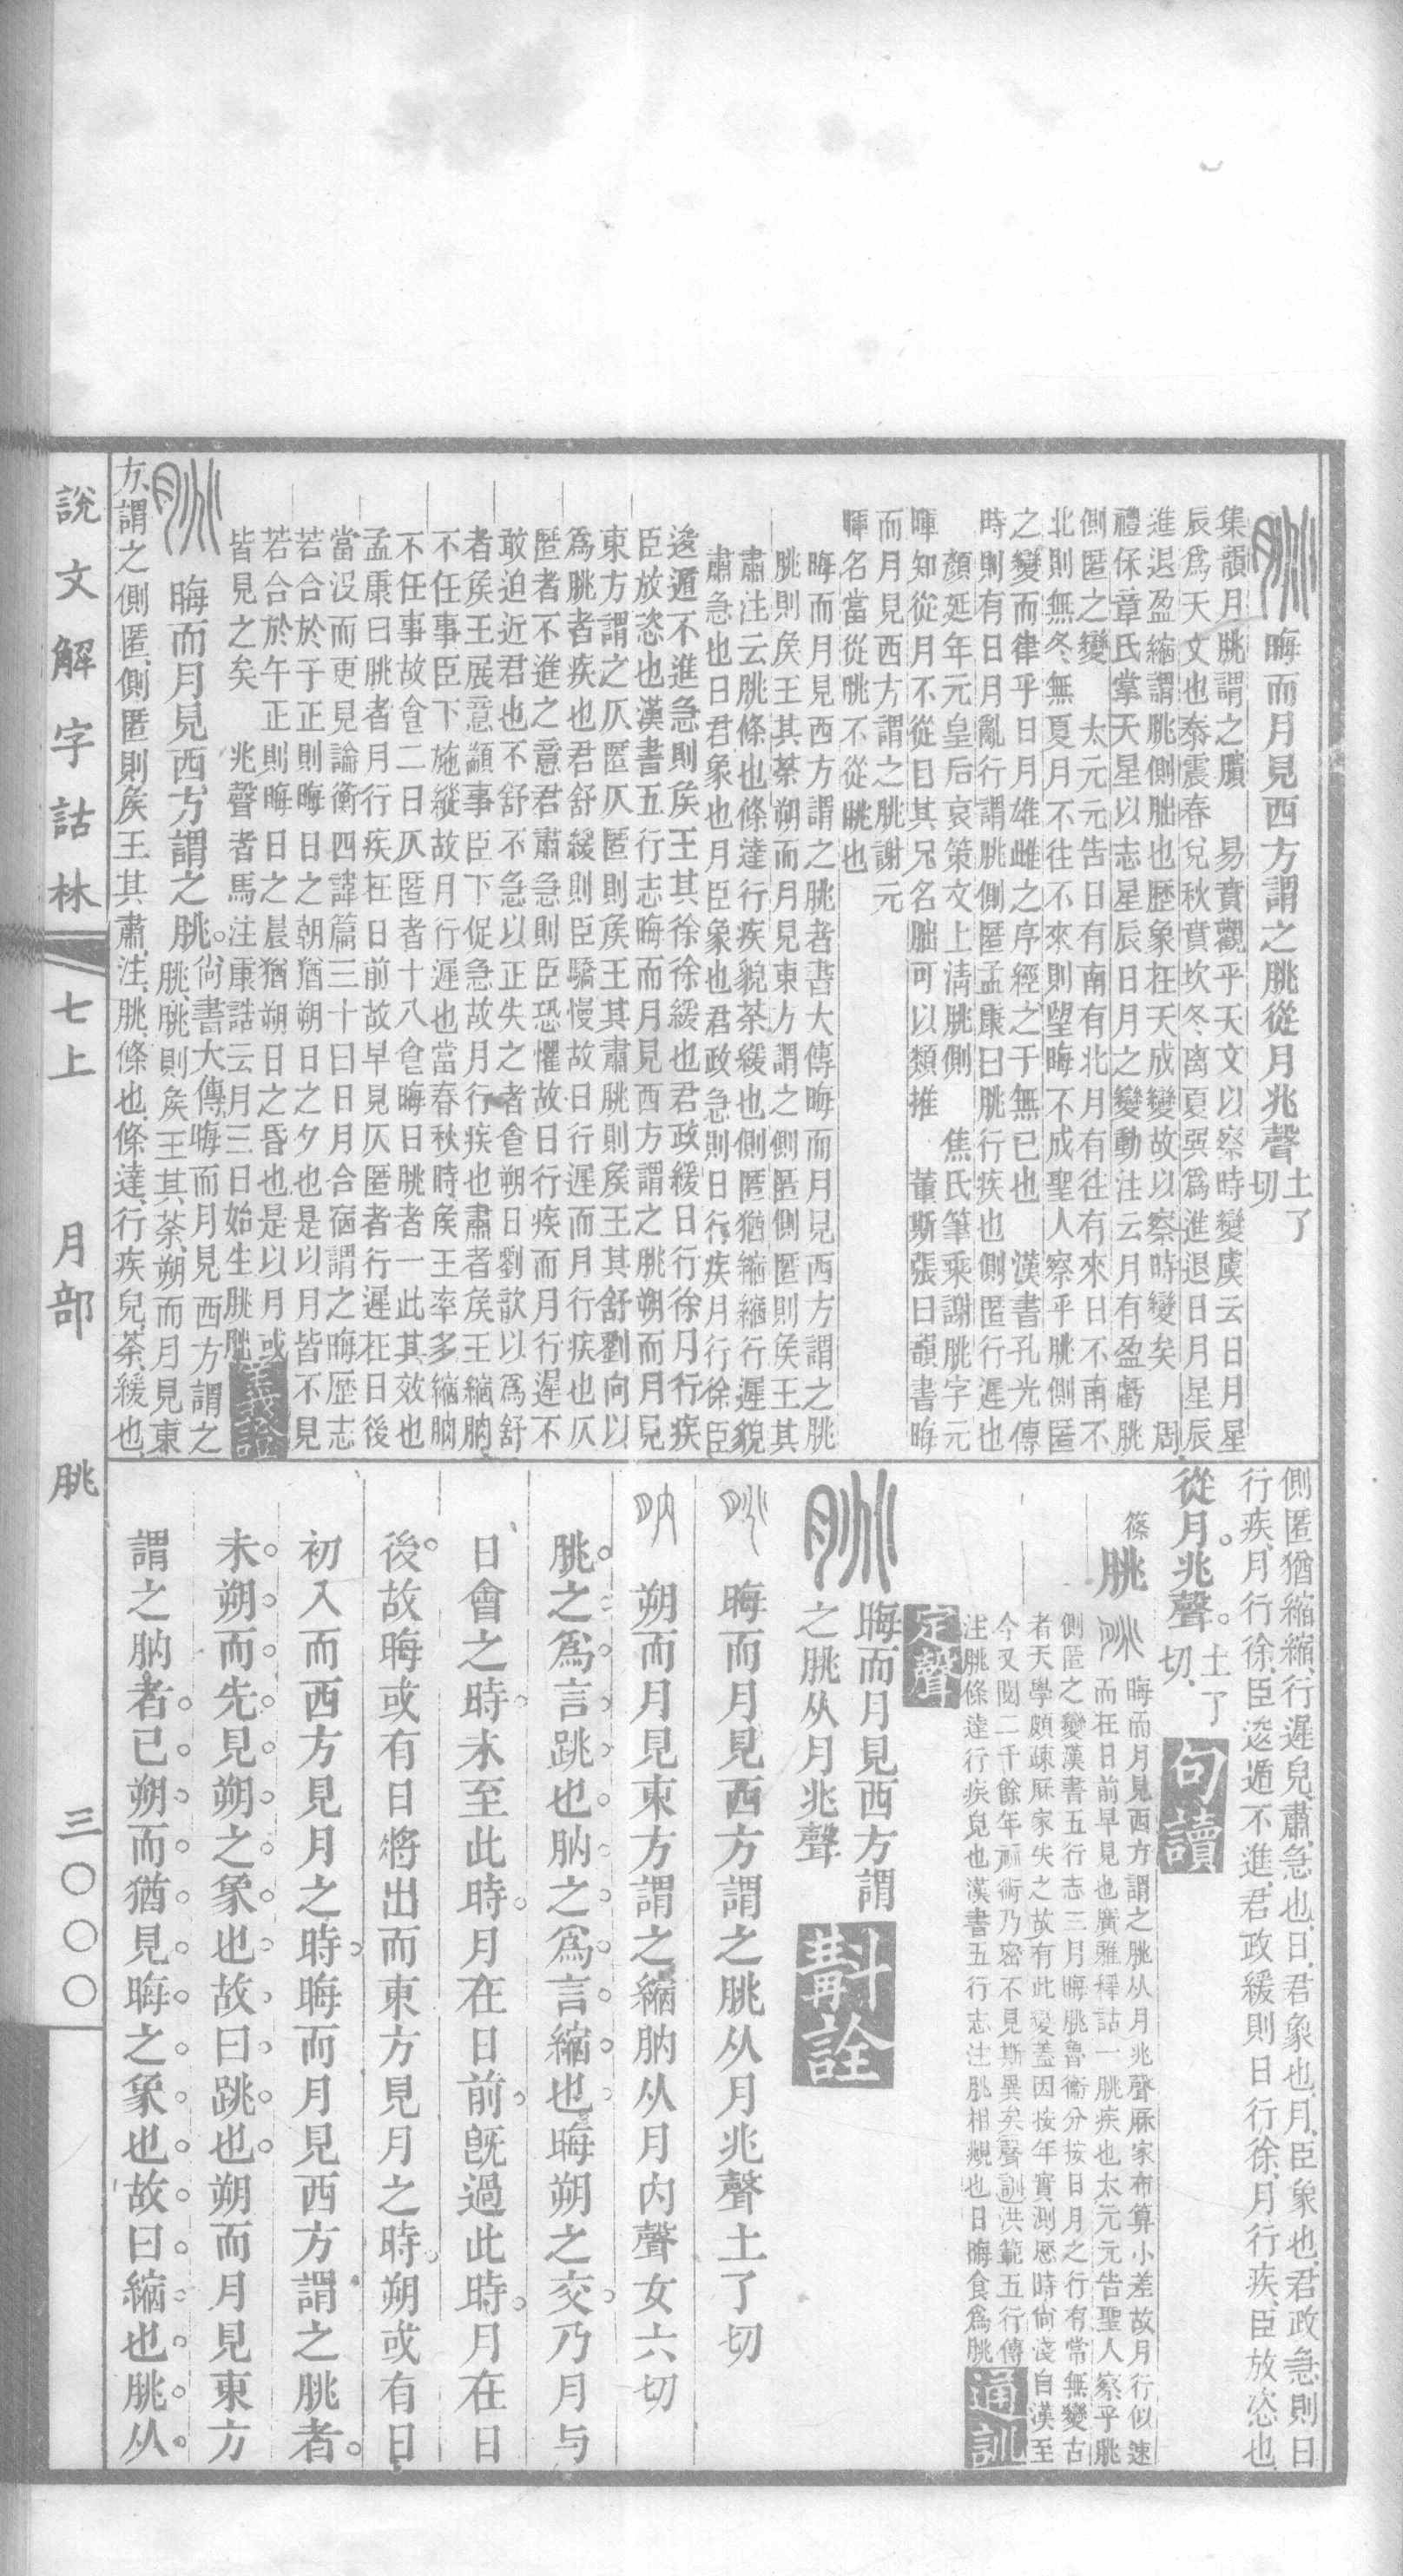 晦而月見西方謂之朓從月兆聲土了切
集韻月朓謂之朒　易賁觀乎天文以察時變虞云日月星
辰爲天文也泰震春兌秋賁坎冬离夏巽爲進退日月星辰
進退盈縮謂朓側朏也歷象在天成變故以察時變矣　周
禮保章氏掌天星以志星辰日月之變動注云月有盈虧朓
側匿之變　太元元告日有南有北月有往有來日不南不
北則無冬無夏月不往不來則望晦不成聖人察乎朓側匿
之變而律乎日月雄雌之序經之于無已也　漢書孔光傳
時則有日月亂行謂朓側匿孟康曰朓行疾也側匿行遲也
顏延年元皇后哀策文上清朓側　焦氏筆乘謝朓字元
暉知從月不從目其兄名朏可以類推　董斯張曰韻書晦
而月見西方謂之朓謝元
暉名當從朓不從眺也
晦而月見西方謂之朓者書大傳晦而月見西方謂之朓
朓則矦王其荼朔而月見東方謂之側匿側匿則矦王其
肅注云朓條也條達行疾貌荼緩也側匿猶縮縮行遲貌
肅急也日君象也月臣象也君政急則日行疾月行徐臣
逡遁不進急則矦王其徐徐緩也君政緩日行徐月行疾
臣放恣也漢書五行志晦而月見西方謂之朓朔而月見
東方謂之仄匿仄匿則矦王其肅朓則矦王其舒劉向以
爲朓者疾也君舒緩則臣驕慢故日行遲而月行疾也仄
匿者不進之意君肅急則臣恐懼故日行疾而月行遲不
敢迫近君也不舒不急以正失之者食朔日劉歆以爲舒
者矦王展意顓事臣下促急故月行疾也肅者矦王縮朒
不任事臣下施縱故月行遲也當春秋時矦王率多縮朒
不任事故食二日仄匿者十八食晦日朓者一此其效也
孟康曰朓者月行疾在日前故早見仄匿者行遲在日後
當沒而更見論衡四諱篇三十日日月合宿謂之晦歷志
若合於子正則晦日之朝猶朔日之夕也是以月皆不見
若合於午正則晦日之晨猶朔日之昏也是以月或
皆見之矣　兆聲者馬注康誥云月三日始生朓朏
義證
晦而月見西方謂之朓。尚書大傳、晦而月見西方謂之
朓、朓則矦王其荼、朔而月見東
方、謂之側匿、側匿則矦王其肅、注、朓、條也、條達、行疾皃、荼、緩也、
側匿猶縮縮、行遲皃、肅、急也、日、君象也、月、臣象也、君政急、則日
行疾、月行徐、臣逡遁不進、君政緩則日行徐、月行疾、臣放恣也、
從月。兆聲。土了切、
句讀
篠
朓
晦而月見西方謂之朓从月兆聲厤家布算小差故月行似速
而在日前早見也廣雅釋詁一朓疾也太元元告聖人察乎朓
側匿之變漢書五行志三月晦朓魯衞分按日月之行有常無變古
者天學頗疎厤家失之故有此變蓋因按年實測厯時尚淺自漢至
今又閱二千餘年而術乃密不見斯異矣聲訓洪範五行傳
注朓條達行疾皃也漢書五行志注朓相覜也日晦食爲朓
通訓
定聲
晦而月見西方謂
之朓从月兆聲
斠詮
晦而月見西方謂之朓从月兆聲土了切
朔而月見東方謂之縮朒从月内聲女六切
朓。之爲言跳也朒之爲言縮也晦朔之交乃月与
日會之時未至此時月在日前旣過此時月在日
後。故晦或有日將出而東方見月之時。朔或有日
初入而西方見月之時晦而月見西方謂之朓者。
未。朔。而。先。見。朔。之。象。也。故。曰。跳。也。朔而月見東方
謂之朒者。已。朔。而。猶。見。晦。之。象。也。故。曰。縮。也。朓。从。
說文解字詁林　七上　月部　朓　三〇〇〇